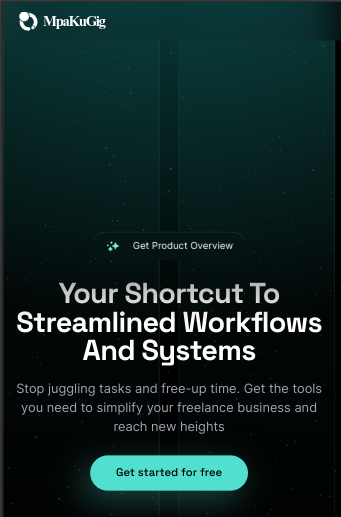 MpaKuGig
Get Product Overview
Your Shortcut To
Streamlined Workflows
And Systems
Stop juggling tasks and free-up time. Get the tools
you need to simplify your freelance business and
reach new heights
Get started for free